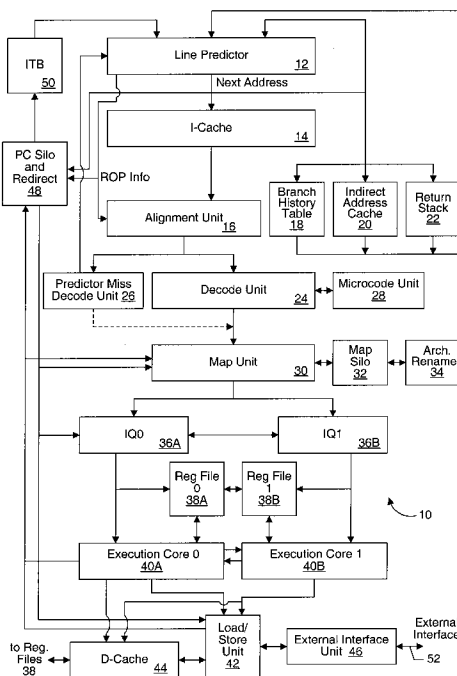 Line Predictor
12
ITB
50
Next Address
I-Cache
14
PC Silo
and
Redirect
48
ROP Info
Alignment Unit
16
Branch
History
Table
18
Indirect
Address
Cache
20
Return
Stack
22
Predictor Miss
Decode Unit 26
Decode Unit
24
Microcode Unit
28
Map Unit
30
Map
Silo
32
Arch.
Rename
34
IQ0
36A
IQ1
36B
Reg File
0
38A
Reg File
1
38B
10
Execution Core 0
40A
Execution Core 1
40B
External
Interface
to Reg.
Files
38
D-Cache
44
Load/
Store
Unit
42
External Interface
Unit 46
52